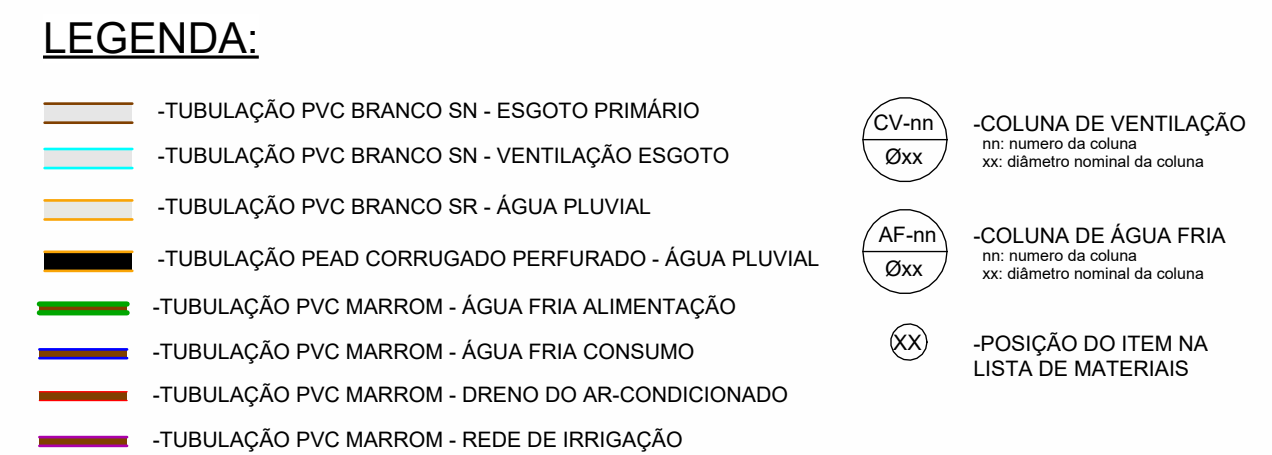 LEGENDA:
-TUBULAÇÃO PVC BRANCO SN - ESGOTO PRIMÁRIO
-TUBULAÇÃO PVC BRANCO SN - VENTILAÇÃO ESGOTO
-TUBULAÇÃO PVC BRANCO SR - ÁGUA PLUVIAL
-TUBULAÇÃO PEAD CORRUGADO PERFURADO - ÁGUA PLUVIAL
-TUBULAÇÃO PVC MARROM - ÁGUA FRIA ALIMENTAÇÃO
-TUBULAÇÃO PVC MARROM - ÁGUA FRIA CONSUMO
-TUBULAÇÃO PVC MARROM - DRENO DO AR-CONDICIONADO
-TUBULAÇÃO PVC MARROM - REDE DE IRRIGAÇÃO
CV-nn
Øxx
-COLUNA DE VENTILAÇÃO
nn: numero da coluna
xx: diâmetro nominal da coluna
AF-nn
Øxx
-COLUNA DE ÁGUA FRIA
nn: numero da coluna
xx: diâmetro nominal da coluna
XX
-POSIÇÃO DO ITEM NA
LISTA DE MATERIAIS